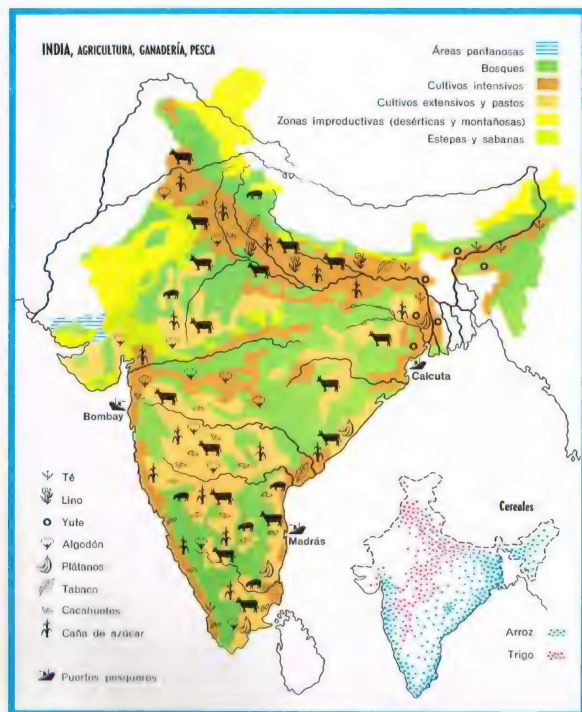 INDIA, AGRICULTURA, GANADERÍA, PESCA
Áreas pantanosas
Bosques
Cultivos intensivos
Cultivos extensivos y pastos
Zonas improductivas (desérticas y montañosas)
Estepas y sabanas
Calcuta
Bombay
Madrás
Té
Lino
Yute
Algodón
Plátanos
Tabaco
Cacahuetes
Caña de azúcar
Puertos pesqueros
Cereales
Arroz
Trigo